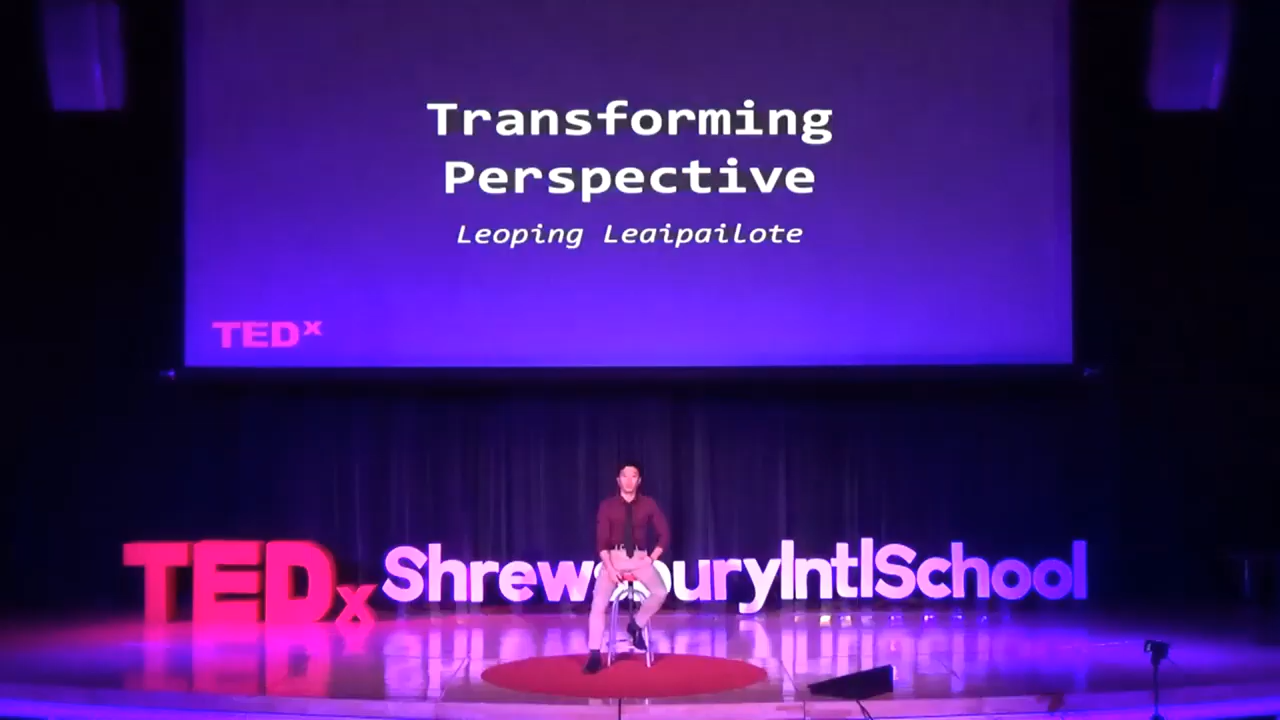 Transforming
Perspective
Leoping Leaipailote
TEDx
TEDx ShrewsburyIntlSchool